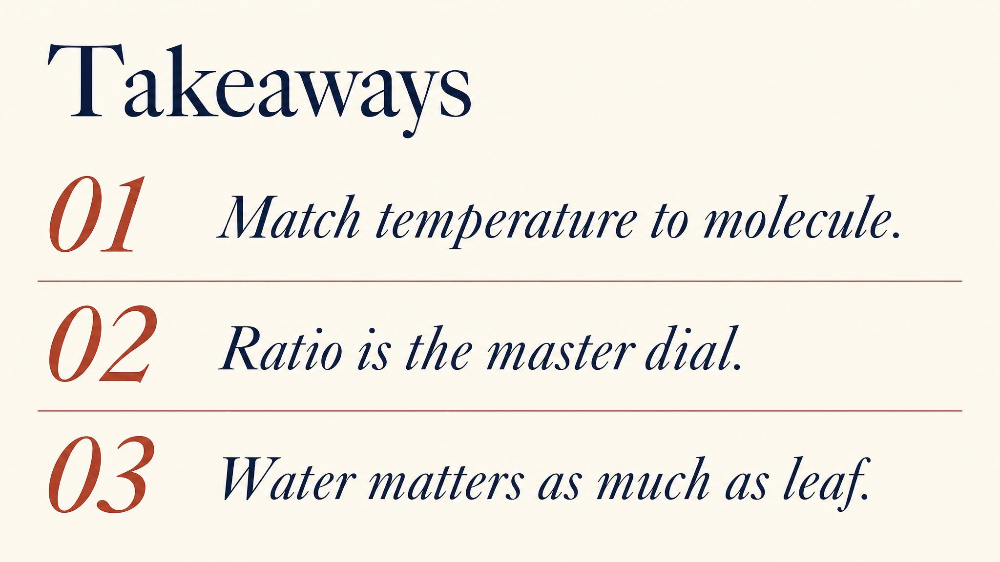 Takeaways
01 Match temperature to molecule.
02 Ratio is the master dial.
03 Water matters as much as leaf.